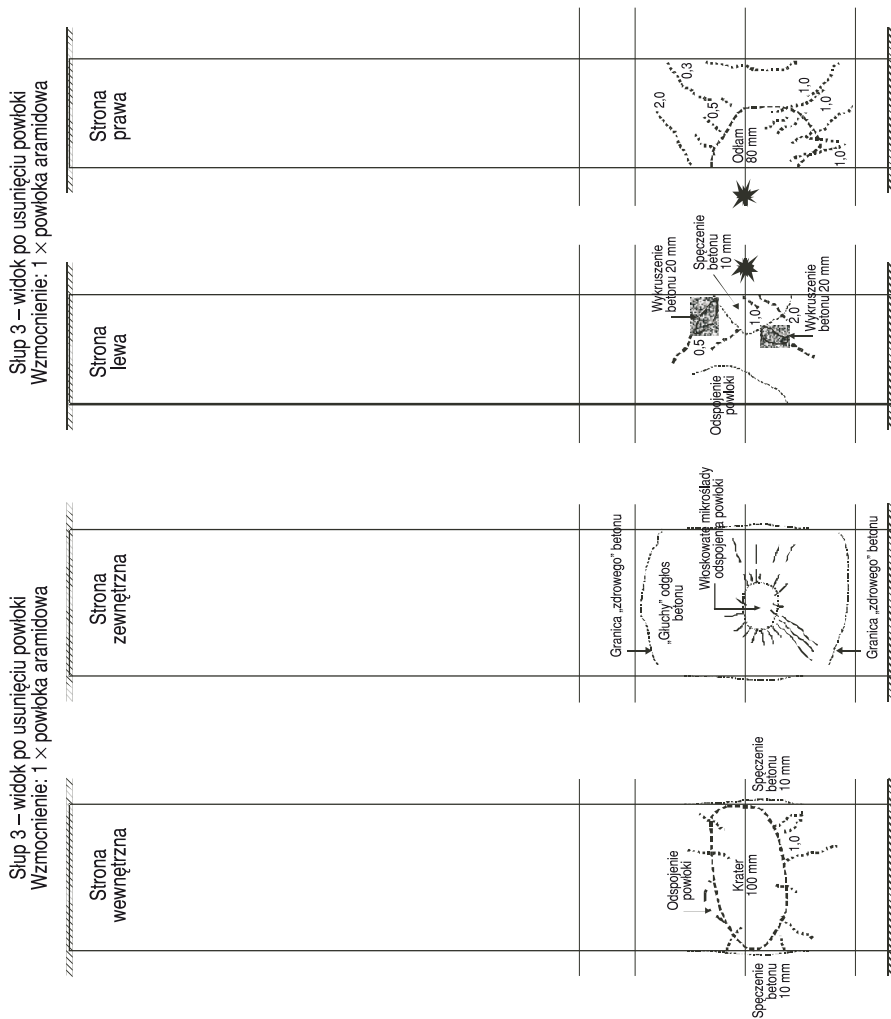 Słup 3 – widok po usunięciu powłoki
Wzmocnienie: 1 × powłoka aramidowa
Strona
wewnętrzna
Odspojenie
powłoki
Krater
100 mm
1,0
Spęczenie
betonu
10 mm
Spęczenie
betonu
10 mm
Strona
zewnętrzna
Granica „zdrowego” betonu
„Głuchy” odgłos
betonu
Włoskowate mikroślady
odspojenia powłoki
Granica „zdrowego” betonu
Słup 3 – widok po usunięciu powłoki
Wzmocnienie: 1 × powłoka aramidowa
Strona
lewa
Wykruszenie
betonu 20 mm
Spęczenie
betonu
10 mm
0,5
1,0
2,0
Odspojenie
powłoki
Wykruszenie
betonu 20 mm
Strona
prawa
2,0
0,3
0,5
Odłam
80 mm
1,0
1,0
1,0